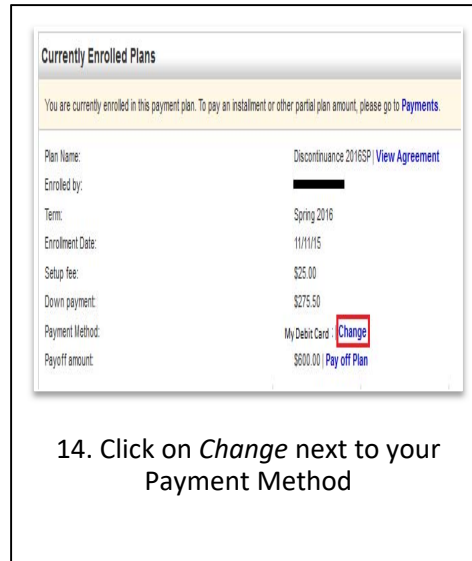 Currently Enrolled Plans
You are currently enrolled in this payment plan. To pay an installment or other partial plan amount, please go to Payments.
Plan Name: Discontinuance 2016SP | View Agreement
Enrolled by:
Term: Spring 2016
Enrollment Date: 11/11/15
Setup fee: $25.00
Down payment: $275.50
Payment Method: My Debit Card : Change
Payoff amount: $600.00 | Pay off Plan
14. Click on Change next to your
Payment Method